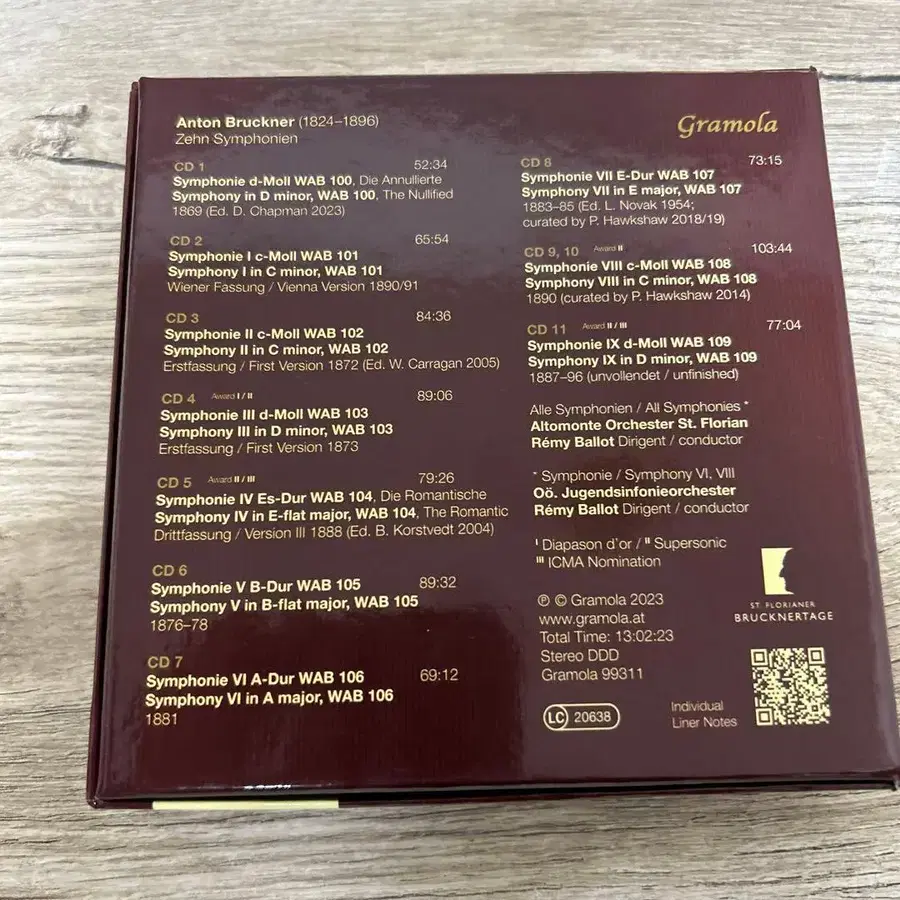 Anton Bruckner (1824–1896)
Zehn Symphonien
Gramola
CD 1 52:34
Symphonie d-Moll WAB 100, Die Annullierte
Symphony in D minor, WAB 100, The Nullified
1869 (Ed. D. Chapman 2023)
CD 2 65:54
Symphonie I c-Moll WAB 101
Symphony I in C minor, WAB 101
Wiener Fassung / Vienna Version 1890/91
CD 3 84:36
Symphonie II c-Moll WAB 102
Symphony II in C minor, WAB 102
Erstfassung / First Version 1872 (Ed. W. Carragan 2005)
CD 4 Award I / II 89:06
Symphonie III d-Moll WAB 103
Symphony III in D minor, WAB 103
Erstfassung / First Version 1873
CD 5 Award II / III 79:26
Symphonie IV Es-Dur WAB 104, Die Romantische
Symphony IV in E-flat major, WAB 104, The Romantic
Drittfassung / Version III 1888 (Ed. B. Korstvedt 2004)
CD 6 89:32
Symphonie V B-Dur WAB 105
Symphony V in B-flat major, WAB 105
1876–78
CD 7 69:12
Symphonie VI A-Dur WAB 106
Symphony VI in A major, WAB 106
1881
CD 8 73:15
Symphonie VII E-Dur WAB 107
Symphony VII in E major, WAB 107
1883–85 (Ed. L. Novak 1954;
curated by P. Hawkshaw 2018/19)
CD 9, 10 Award II 103:44
Symphonie VIII c-Moll WAB 108
Symphony VIII in C minor, WAB 108
1890 (curated by P. Hawkshaw 2014)
CD 11 Award II / III 77:04
Symphonie IX d-Moll WAB 109
Symphony IX in D minor, WAB 109
1887–96 (unvollendet / unfinished)
Alle Symphonien / All Symphonies *
Altomonte Orchester St. Florian
Rémy Ballot Dirigent / conductor
* Symphonie / Symphony VI, VIII
Oö. Jugendsinfonieorchester
Rémy Ballot Dirigent / conductor
I Diapason d'or / II Supersonic
III ICMA Nomination
℗ © Gramola 2023
www.gramola.at
Total Time: 13:02:23
Stereo DDD
Gramola 99311
LC 20638
ST. FLORIANER
BRUCKNERTAGE
Individual
Liner Notes